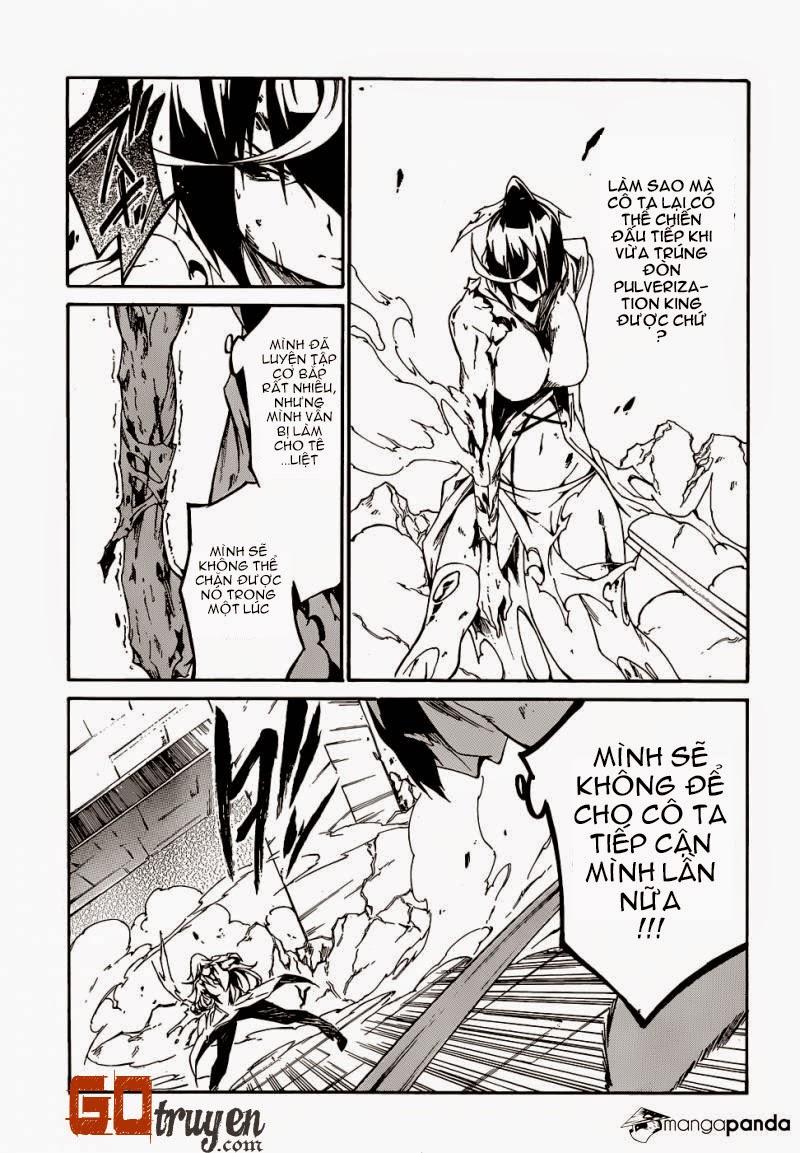 LÀM SAO MÀ
CÔ TA LẠI CÓ
THỂ CHIẾN
ĐẤU TIẾP KHI
VỪA TRÚNG
ĐÒN
PULVERIZA-
TION KING
ĐƯỢC CHỨ
?
MÌNH ĐÃ
LUYỆN TẬP
CƠ BẮP
RẤT NHIỀU,
NHƯNG
MÌNH VẪN
BỊ LÀM
CHO TÊ
...LIỆT
MÌNH SẼ
KHÔNG THỂ
CHẶN ĐƯỢC
NÓ TRONG
MỘT LÚC
MÌNH SẼ
KHÔNG ĐỂ
CHO CÔ TA
TIẾP CẬN
MÌNH LẦN
NỮA
!!!
GOtruyen
.com
mangapanda